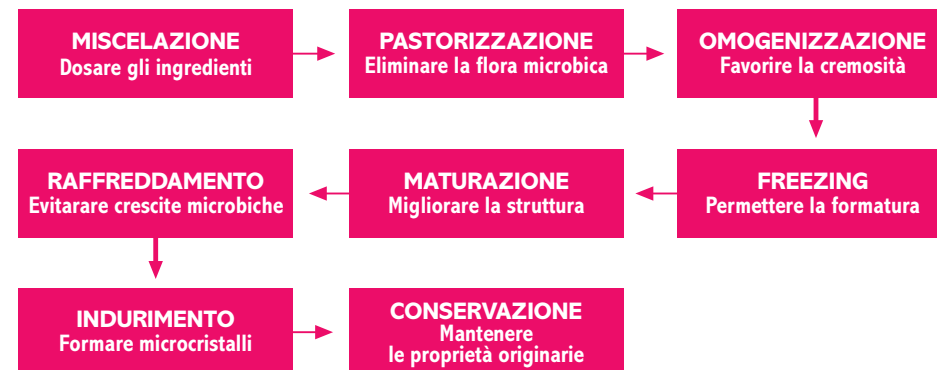 MISCELAZIONE
Dosare gli ingredienti
PASTORIZZAZIONE
Eliminare la flora microbica
OMOGENIZZAZIONE
Favorire la cremosità
FREEZING
Permettere la formatura
MATURAZIONE
Migliorare la struttura
RAFFREDDAMENTO
Evitarare crescite microbiche
INDURIMENTO
Formare microcristalli
CONSERVAZIONE
Mantenere
le proprietà originarie